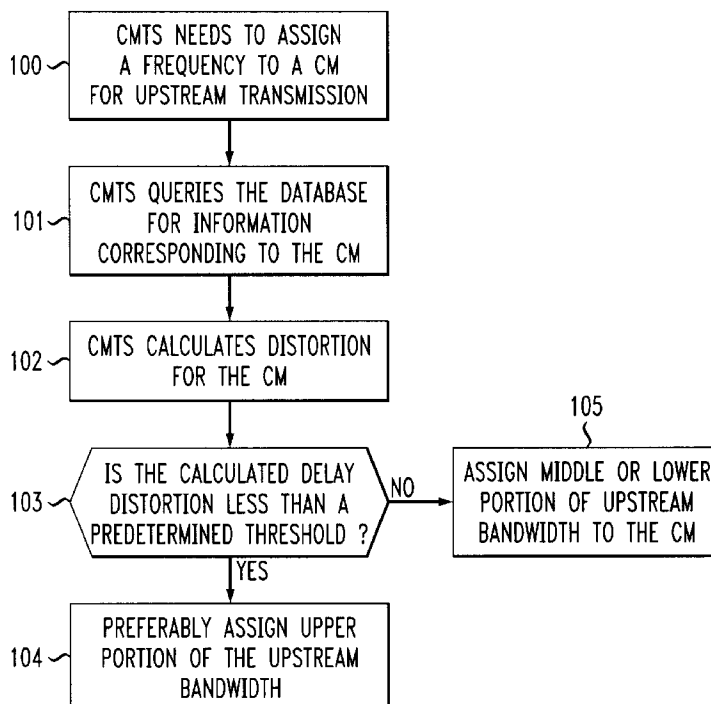 100
CMTS NEEDS TO ASSIGN
A FREQUENCY TO A CM
FOR UPSTREAM TRANSMISSION
101
CMTS QUERIES THE DATABASE
FOR INFORMATION
CORRESPONDING TO THE CM
102
CMTS CALCULATES DISTORTION
FOR THE CM
103
IS THE CALCULATED DELAY
DISTORTION LESS THAN A
PREDETERMINED THRESHOLD ?
NO
105
ASSIGN MIDDLE OR LOWER
PORTION OF UPSTREAM
BANDWIDTH TO THE CM
YES
104
PREFERABLY ASSIGN UPPER
PORTION OF THE UPSTREAM
BANDWIDTH